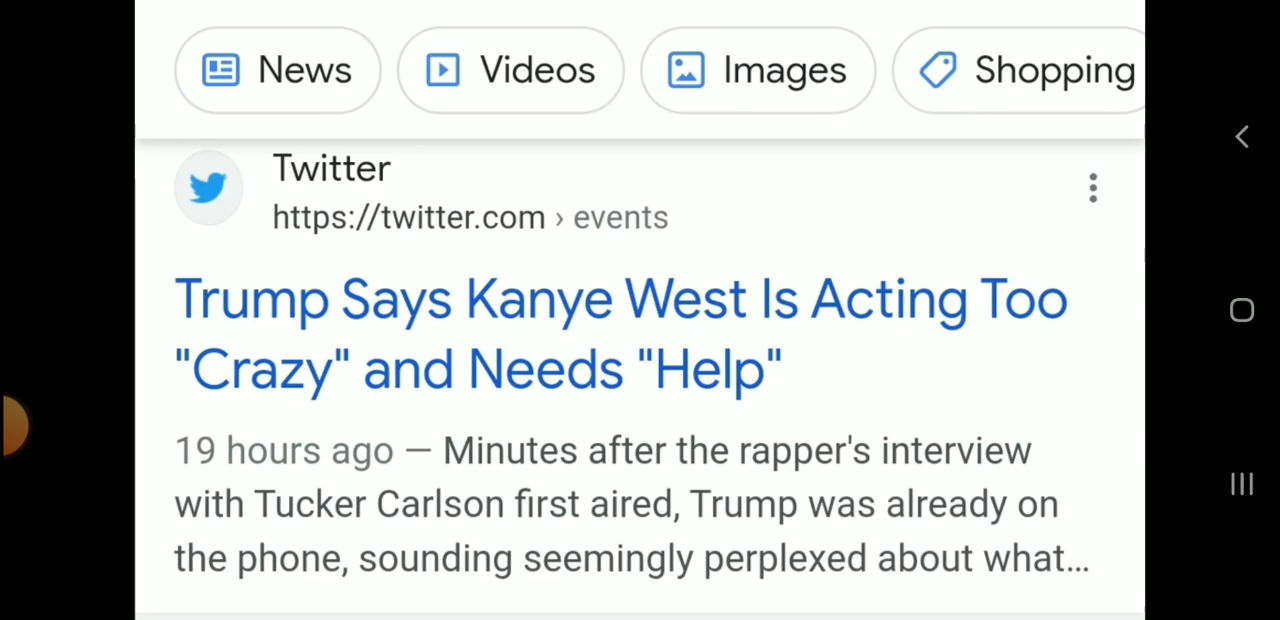 News Videos Images Shopping
Twitter
https://twitter.com › events
Trump Says Kanye West Is Acting Too
"Crazy" and Needs "Help"
19 hours ago — Minutes after the rapper's interview
with Tucker Carlson first aired, Trump was already on
the phone, sounding seemingly perplexed about what...